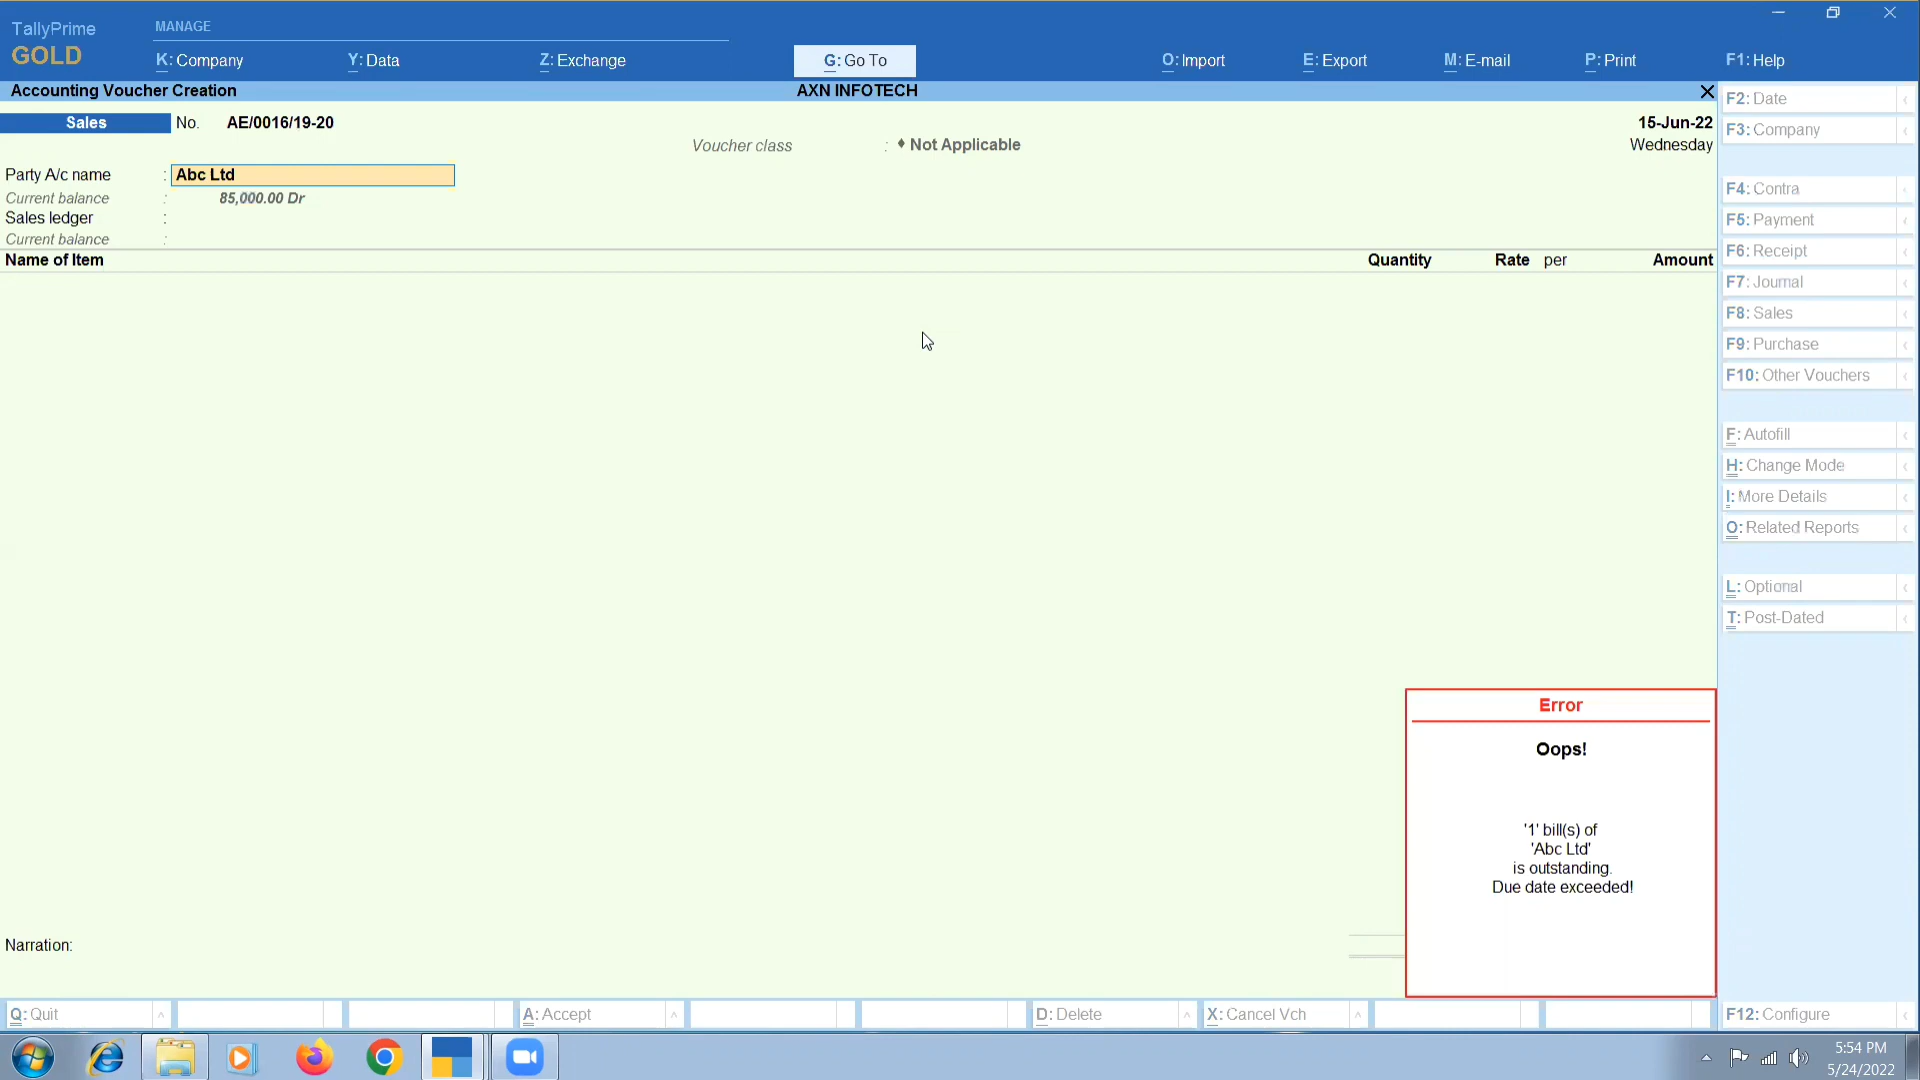 TallyPrime
GOLD
MANAGE
K: Company
Y: Data
Z: Exchange
G: Go To
O: Import
E: Export
M: E-mail
P: Print
F1: Help
Accounting Voucher Creation
AXN INFOTECH
Sales No. AE/0016/19-20
15-Jun-22
Voucher class : ♦ Not Applicable
Wednesday
Party A/c name : Abc Ltd
Current balance : 85,000.00 Dr
Sales ledger :
Current balance :
Name of Item Quantity Rate per Amount
F2: Date
F3: Company
F4: Contra
F5: Payment
F6: Receipt
F7: Journal
F8: Sales
F9: Purchase
F10: Other Vouchers
F: Autofill
H: Change Mode
I: More Details
O: Related Reports
L: Optional
T: Post-Dated
Error
Oops!
'1' bill(s) of
'Abc Ltd'
is outstanding.
Due date exceeded!
Narration:
Q: Quit
A: Accept
D: Delete
X: Cancel Vch
F12: Configure
5:54 PM
5/24/2022